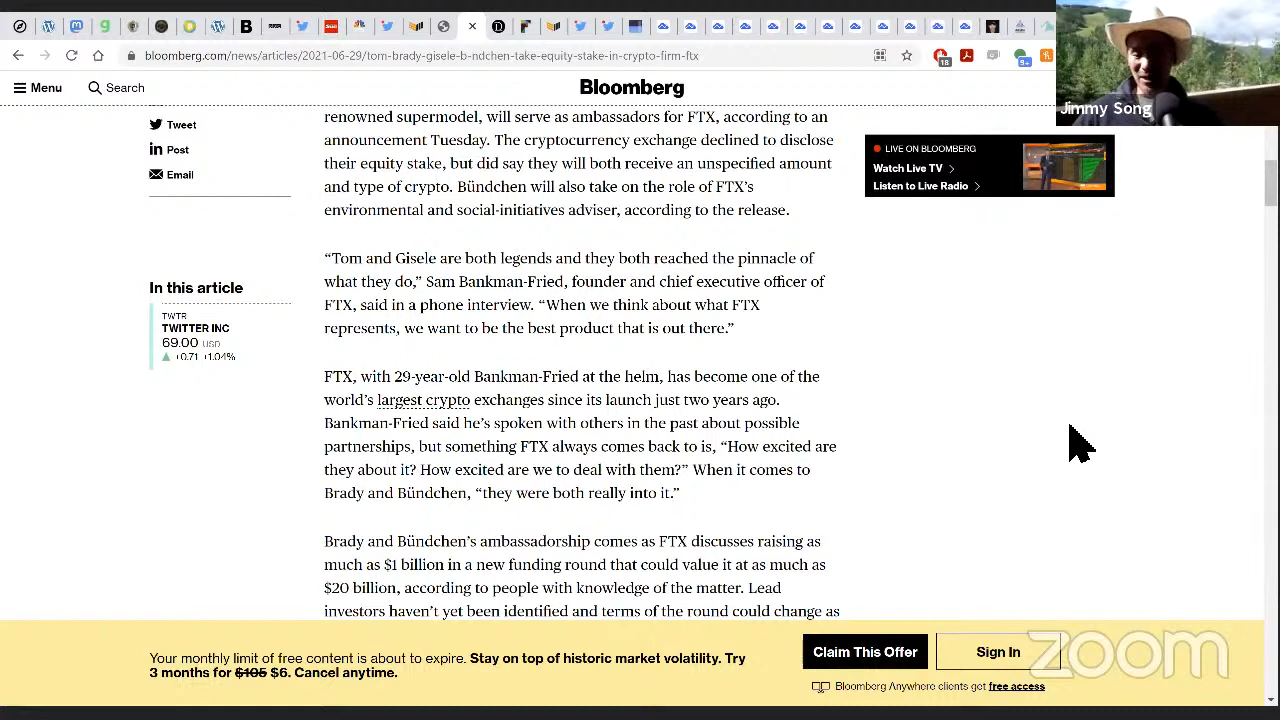 bloomberg.com/news/articles/2021-06-29/tom-brady-gisele-b-ndchen-take-equity-stake-in-crypto-firm-ftx
18
9+
Jimmy Song
Menu
Search
Bloomberg
Tweet
Post
Email
renowned supermodel, will serve as ambassadors for FTX, according to an
announcement Tuesday. The cryptocurrency exchange declined to disclose
their equity stake, but did say they will both receive an unspecified amount
and type of crypto. Bündchen will also take on the role of FTX’s
environmental and social-initiatives adviser, according to the release.
LIVE ON BLOOMBERG
Watch Live TV
Listen to Live Radio
“Tom and Gisele are both legends and they both reached the pinnacle of
what they do,” Sam Bankman-Fried, founder and chief executive officer of
FTX, said in a phone interview. “When we think about what FTX
represents, we want to be the best product that is out there.”
In this article
TWTR
TWITTER INC
69.00 USD
+0.71 +1.04%
FTX, with 29-year-old Bankman-Fried at the helm, has become one of the
world’s largest crypto exchanges since its launch just two years ago.
Bankman-Fried said he’s spoken with others in the past about possible
partnerships, but something FTX always comes back to is, “How excited are
they about it? How excited are we to deal with them?” When it comes to
Brady and Bündchen, “they were both really into it.”
Brady and Bündchen’s ambassadorship comes as FTX discusses raising as
much as $1 billion in a new funding round that could value it at as much as
$20 billion, according to people with knowledge of the matter. Lead
investors haven’t yet been identified and terms of the round could change as
Your monthly limit of free content is about to expire. Stay on top of historic market volatility. Try
3 months for $105 $6. Cancel anytime.
Claim This Offer
Sign In
Bloomberg Anywhere clients get free access
zoom